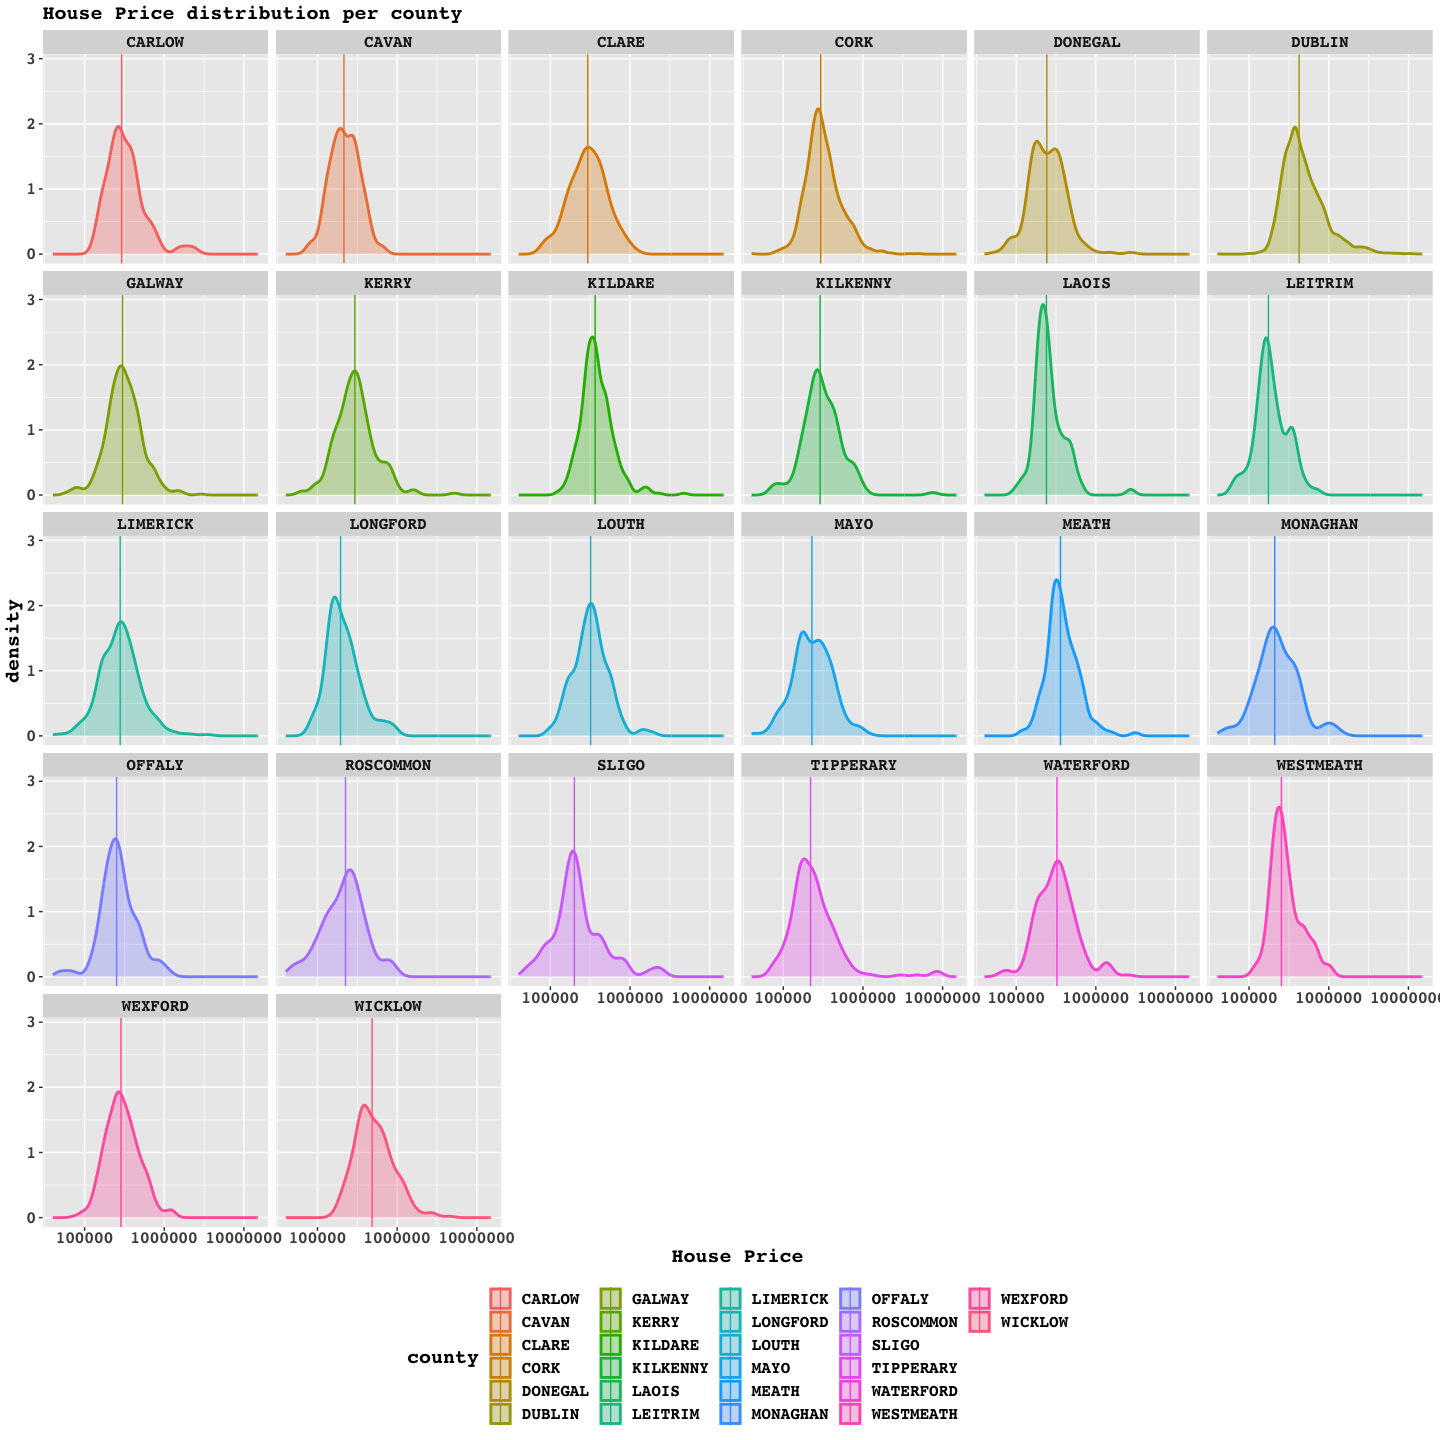 House Price distribution per county
CARLOW CAVAN CLARE CORK DONEGAL DUBLIN
3
2
1
0
GALWAY KERRY KILDARE KILKENNY LAOIS LEITRIM
3
2
1
0
LIMERICK LONGFORD LOUTH MAYO MEATH MONAGHAN
3
2
1
0
density
OFFALY ROSCOMMON SLIGO TIPPERARY WATERFORD WESTMEATH
3
2
1
0
100000 1000000 10000000 100000 1000000 10000000 100000 1000000 10000000 100000 1000000 1000000
WEXFORD WICKLOW
3
2
1
0
100000 1000000 10000000 100000 1000000 10000000
House Price
county
CARLOW GALWAY LIMERICK OFFALY WEXFORD
CAVAN KERRY LONGFORD ROSCOMMON WICKLOW
CLARE KILDARE LOUTH SLIGO
CORK KILKENNY MAYO TIPPERARY
DONEGAL LAOIS MEATH WATERFORD
DUBLIN LEITRIM MONAGHAN WESTMEATH